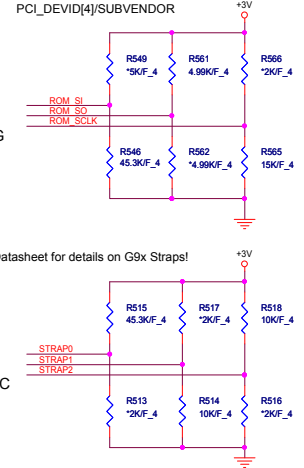 PCI_DEVID[4]/SUBVENDOR
+3V
R549 R561 R566
*5K/F_4 4.99K/F_4 *2K/F_4
ROM_SI
ROM_SO
ROM_SCLK
G
R546 R562 R565
45.3K/F_4 *4.99K/F_4 15K/F_4
Datasheet for details on G9x Straps!
+3V
R515 R517 R518
45.3K/F_4 *2K/F_4 10K/F_4
STRAP0
STRAP1
STRAP2
C
R513 R514 R516
*2K/F_4 10K/F_4 *2K/F_4